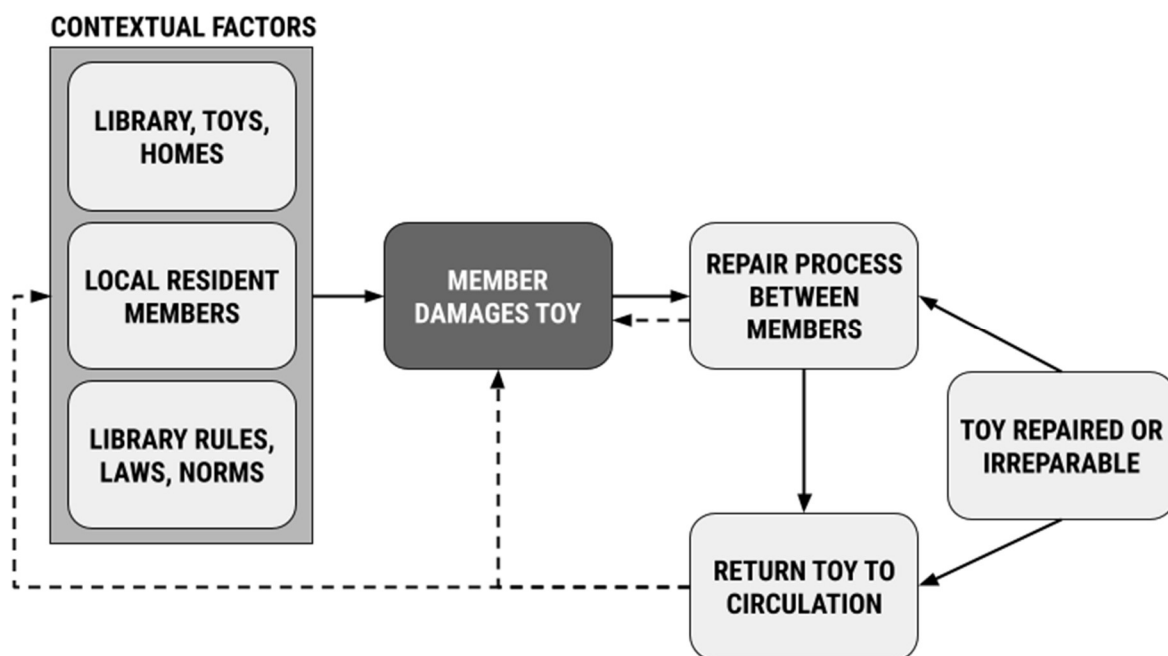 CONTEXTUAL FACTORS
LIBRARY, TOYS,
HOMES
LOCAL RESIDENT
MEMBERS
LIBRARY RULES,
LAWS, NORMS
MEMBER
DAMAGES TOY
REPAIR PROCESS
BETWEEN
MEMBERS
TOY REPAIRED OR
IRREPARABLE
RETURN TOY TO
CIRCULATION